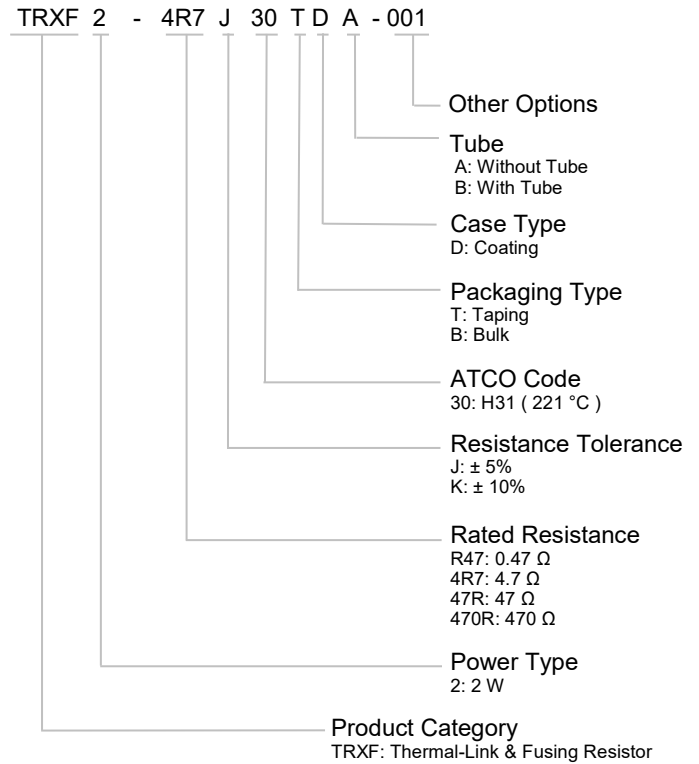 TRXF 2 - 4R7 J 30 T D A - 001
Other Options
Tube
A: Without Tube
B: With Tube
Case Type
D: Coating
Packaging Type
T: Taping
B: Bulk
ATCO Code
30: H31 ( 221 °C )
Resistance Tolerance
J: ± 5%
K: ± 10%
Rated Resistance
R47: 0.47 Ω
4R7: 4.7 Ω
47R: 47 Ω
470R: 470 Ω
Power Type
2: 2 W
Product Category
TRXF: Thermal-Link & Fusing Resistor